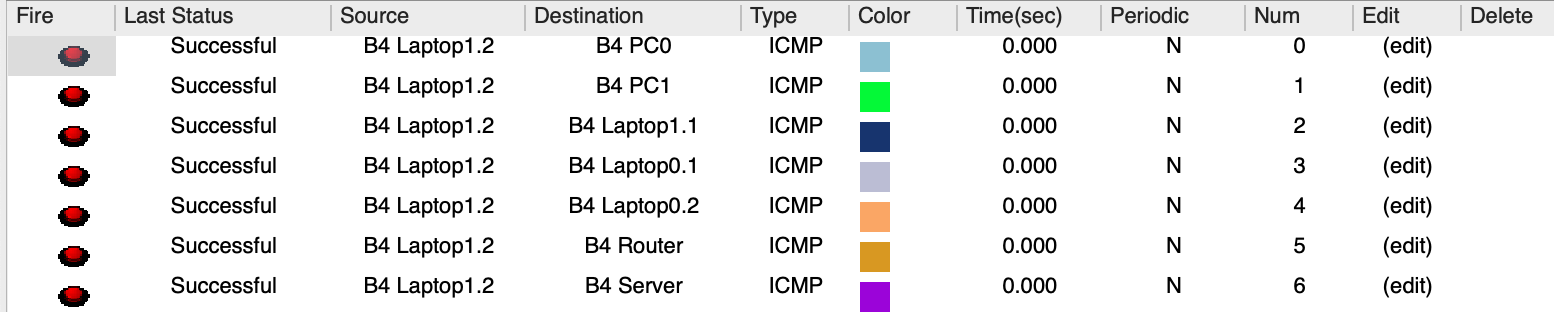 Fire Last Status Source Destination Type Color Time(sec) Periodic Num Edit Delete
Successful B4 Laptop1.2 B4 PC0 ICMP 0.000 N 0 (edit)
Successful B4 Laptop1.2 B4 PC1 ICMP 0.000 N 1 (edit)
Successful B4 Laptop1.2 B4 Laptop1.1 ICMP 0.000 N 2 (edit)
Successful B4 Laptop1.2 B4 Laptop0.1 ICMP 0.000 N 3 (edit)
Successful B4 Laptop1.2 B4 Laptop0.2 ICMP 0.000 N 4 (edit)
Successful B4 Laptop1.2 B4 Router ICMP 0.000 N 5 (edit)
Successful B4 Laptop1.2 B4 Server ICMP 0.000 N 6 (edit)